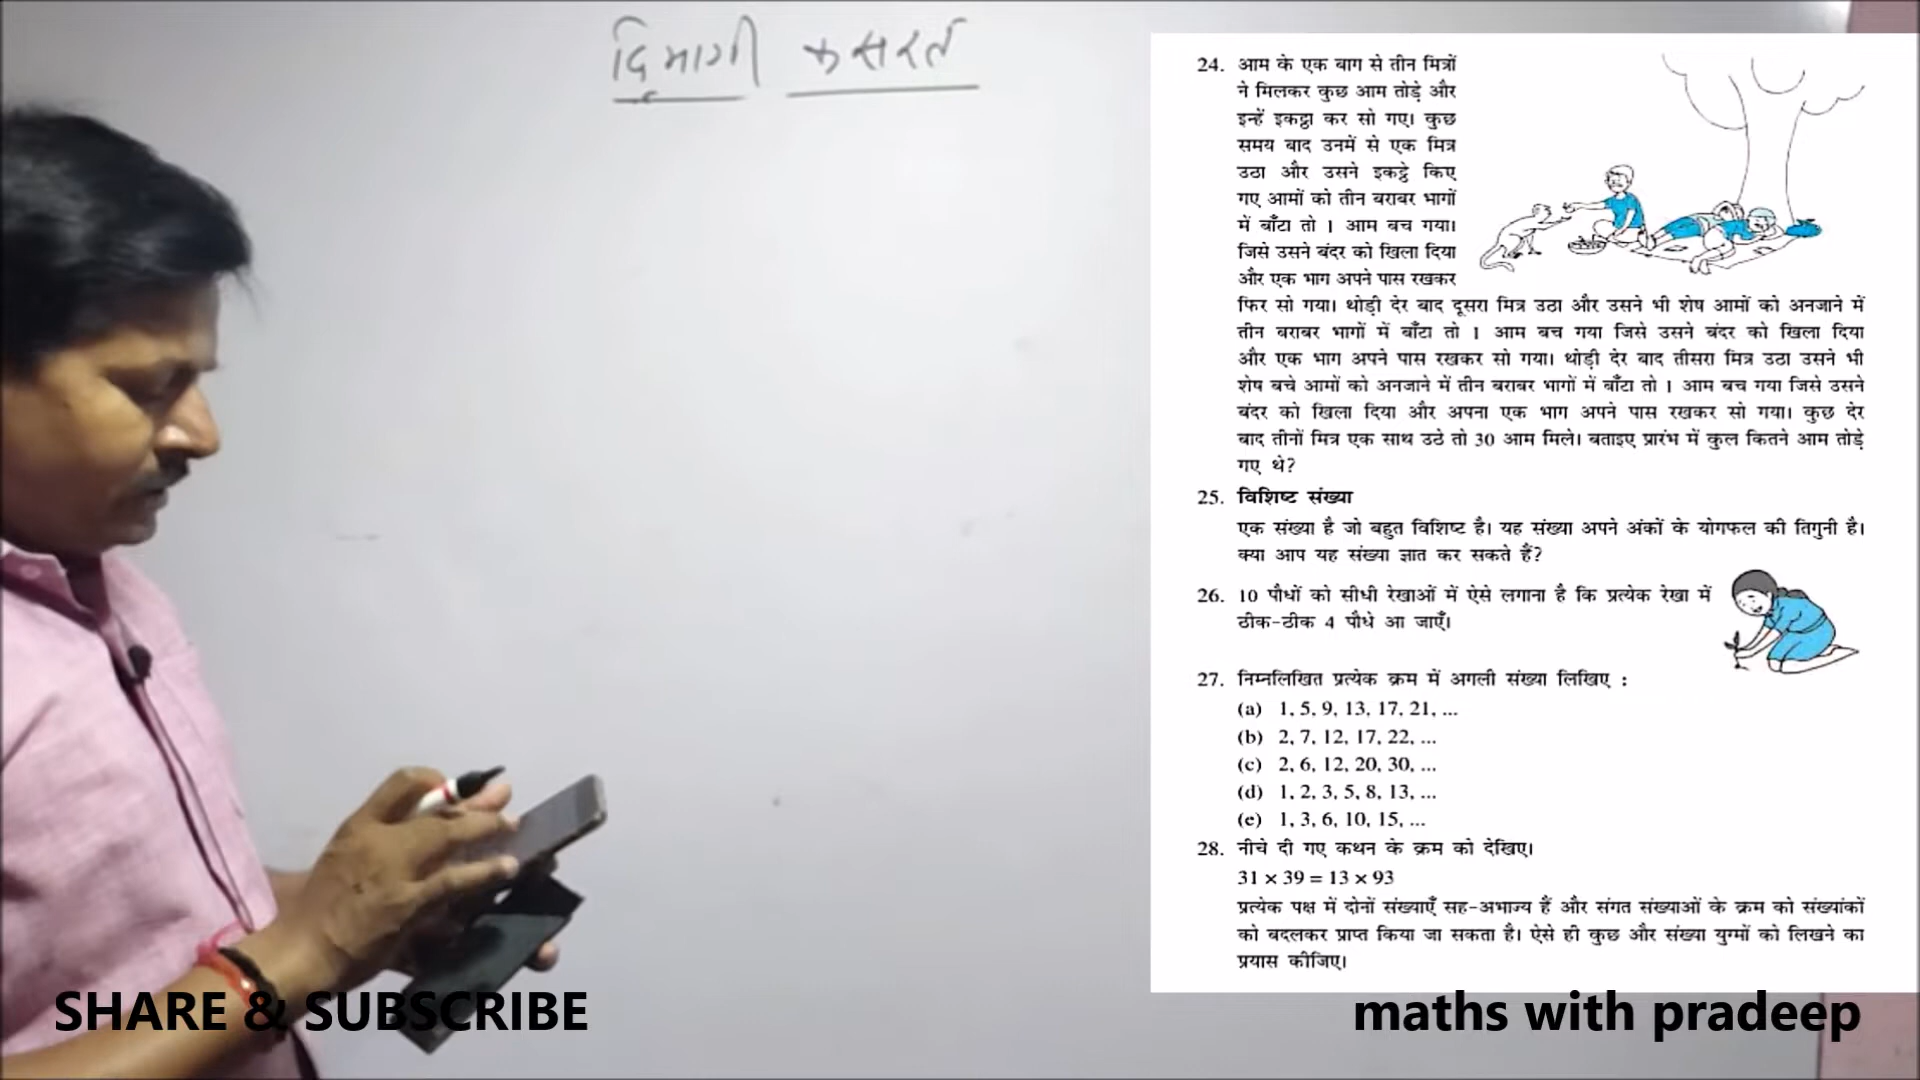 दिमागी कसरत
24. आम के एक बाग से तीन मित्रों
ने मिलकर कुछ आम तोड़े और
इन्हें इकट्ठा कर सो गए। कुछ
समय बाद उनमें से एक मित्र
उठा और उसने इकट्ठे किए
गए आमों को तीन बराबर भागों
में बाँटा तो 1 आम बच गया।
जिसे उसने बंदर को खिला दिया
और एक भाग अपने पास रखकर
फिर सो गया। थोड़ी देर बाद दूसरा मित्र उठा और उसने भी शेष आमों को अनजाने में
तीन बराबर भागों में बाँटा तो 1 आम बच गया जिसे उसने बंदर को खिला दिया
और एक भाग अपने पास रखकर सो गया। थोड़ी देर बाद तीसरा मित्र उठा उसने भी
शेष बचे आमों को अनजाने में तीन बराबर भागों में बाँटा तो 1 आम बच गया जिसे उसने
बंदर को खिला दिया और अपना एक भाग अपने पास रखकर सो गया। कुछ देर
बाद तीनों मित्र एक साथ उठे तो 30 आम मिले। बताइए प्रारंभ में कुल कितने आम तोड़े
गए थे?
25. विशिष्ट संख्या
एक संख्या है जो बहुत विशिष्ट है। यह संख्या अपने अंकों के योगफल की तिगुनी है।
क्या आप यह संख्या ज्ञात कर सकते हैं?
26. 10 पौधों को सीधी रेखाओं में ऐसे लगाना है कि प्रत्येक रेखा में
ठीक-ठीक 4 पौधे आ जाएँ।
27. निम्नलिखित प्रत्येक क्रम में अगली संख्या लिखिए :
(a) 1, 5, 9, 13, 17, 21, ...
(b) 2, 7, 12, 17, 22, ...
(c) 2, 6, 12, 20, 30, ...
(d) 1, 2, 3, 5, 8, 13, ...
(e) 1, 3, 6, 10, 15, ...
28. नीचे दी गए कथन के क्रम को देखिए।
31 × 39 = 13 × 93
प्रत्येक पक्ष में दोनों संख्याएँ सह-अभाज्य हैं और संगत संख्याओं के क्रम को संख्यांकों
को बदलकर प्राप्त किया जा सकता है। ऐसे ही कुछ और संख्या युग्मों को लिखने का
प्रयास कीजिए।
SHARE & SUBSCRIBE
maths with pradeep